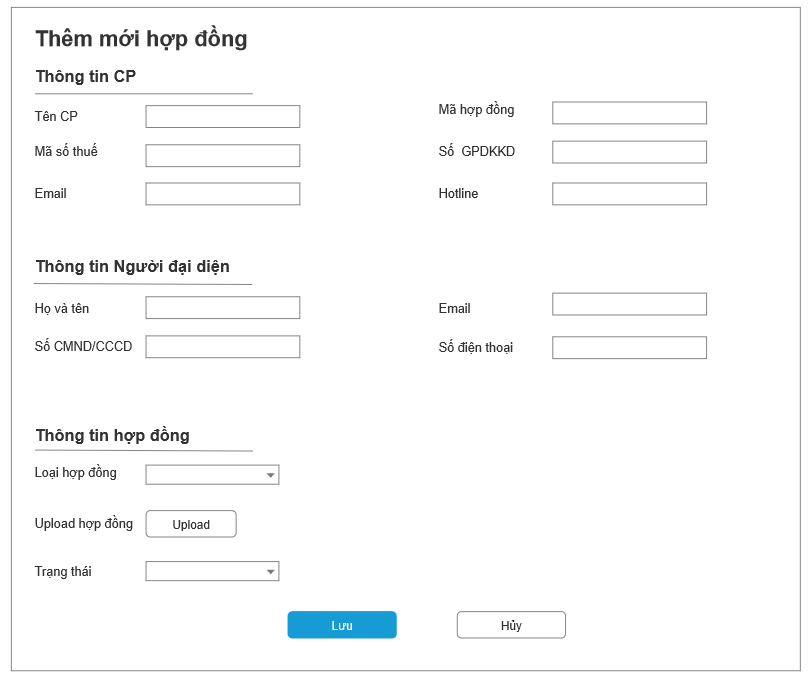 Thêm mới hợp đồng
Thông tin CP
Tên CP
Mã hợp đồng
Mã số thuế
Số  GPDKKD
Email
Hotline
Thông tin Người đại diện
Họ và tên
Email
Số CMND/CCCD
Số điện thoại
Thông tin hợp đồng
Loại hợp đồng
Upload hợp đồng
Upload
Trạng thái
Lưu
Hủy